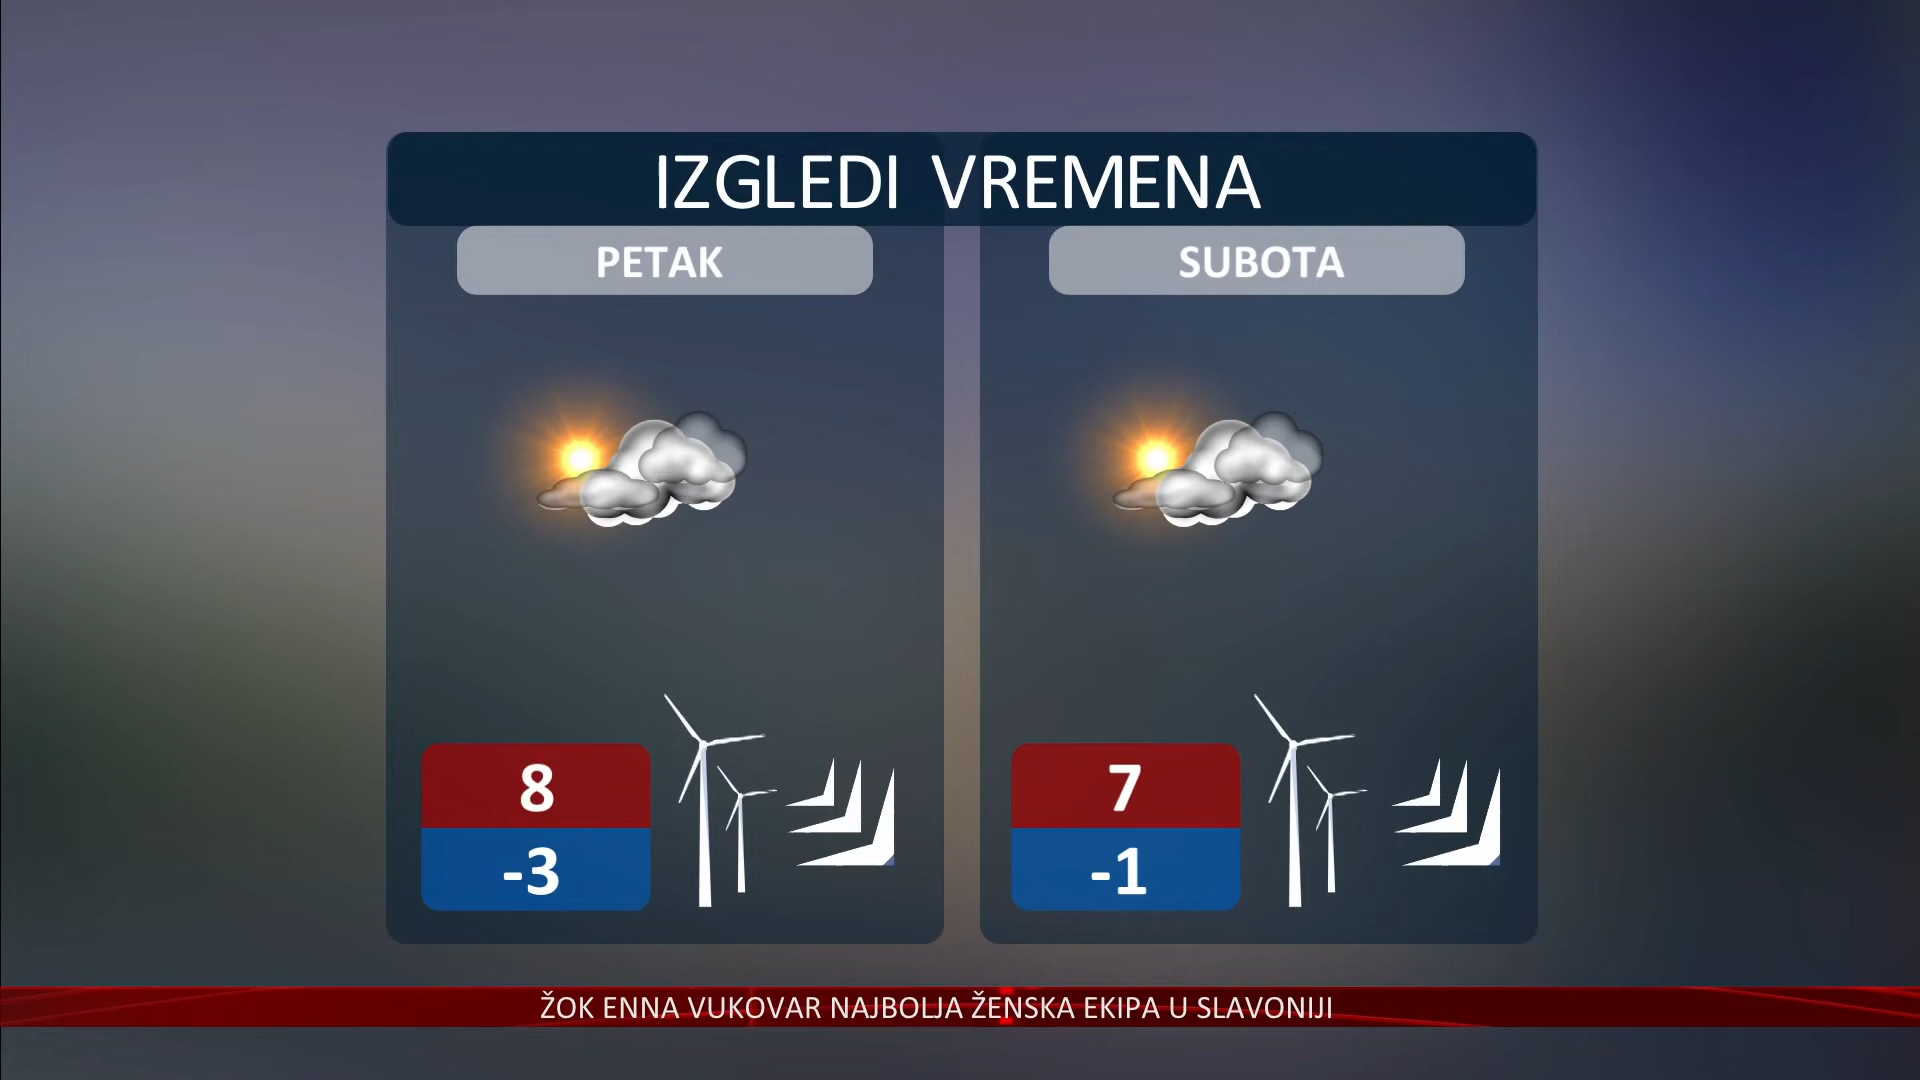 IZGLEDI VREMENA
PETAK
SUBOTA
8
-3
7
-1
ŽOK ENNA VUKOVAR NAJBOLJA ŽENSKA EKIPA U SLAVONIJI